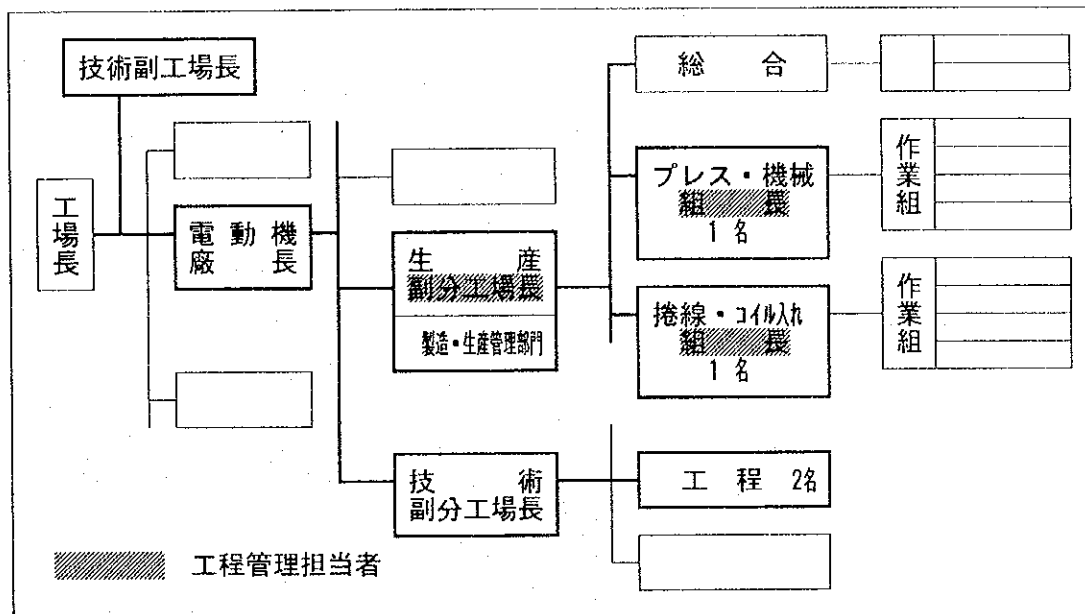 技術副工場長
工場長
電動機
廠長
生産
副分工場長
製造・生産管理部門
技術
副分工場長
総合
プレス・機械
組長
1名
作業組
捲線・コイル入れ
組長
1名
作業組
工程 2名
工程管理担当者